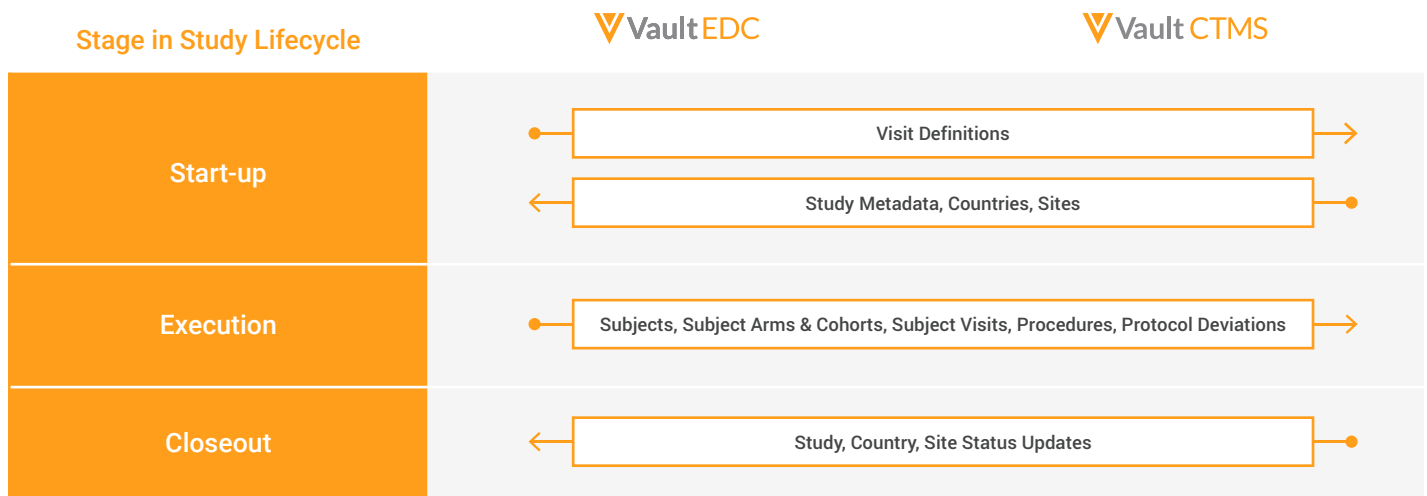 Stage in Study Lifecycle
Vault EDC
Vault CTMS
Start-up
Visit Definitions
Study Metadata, Countries, Sites
Execution
Subjects, Subject Arms & Cohorts, Subject Visits, Procedures, Protocol Deviations
Closeout
Study, Country, Site Status Updates